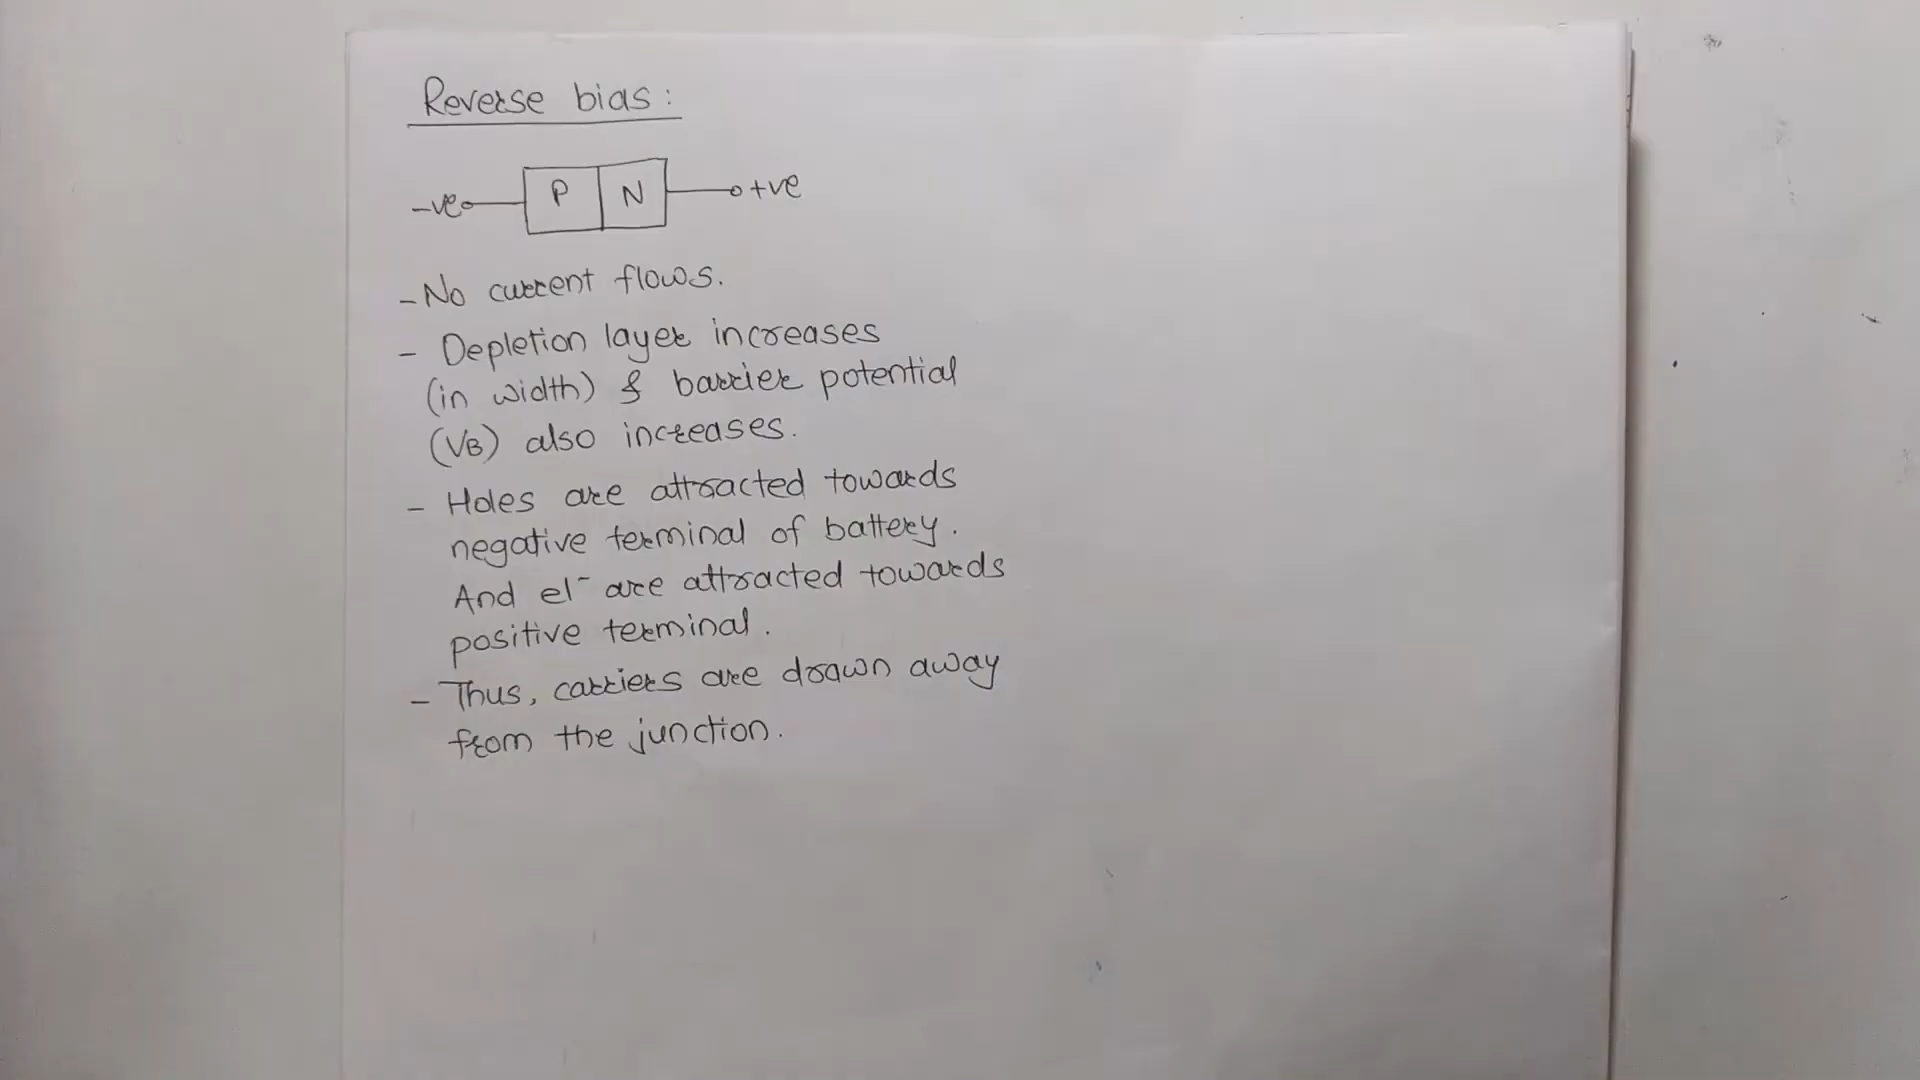 Reverse bias:
-ve P N +ve
- No current flows.
- Depletion layer increases
(in width) & barrier potential
(VB) also increases.
- Holes are attracted towards
negative terminal of battery.
And el⁻ are attracted towards
positive terminal.
- Thus, carriers are drawn away
from the junction.